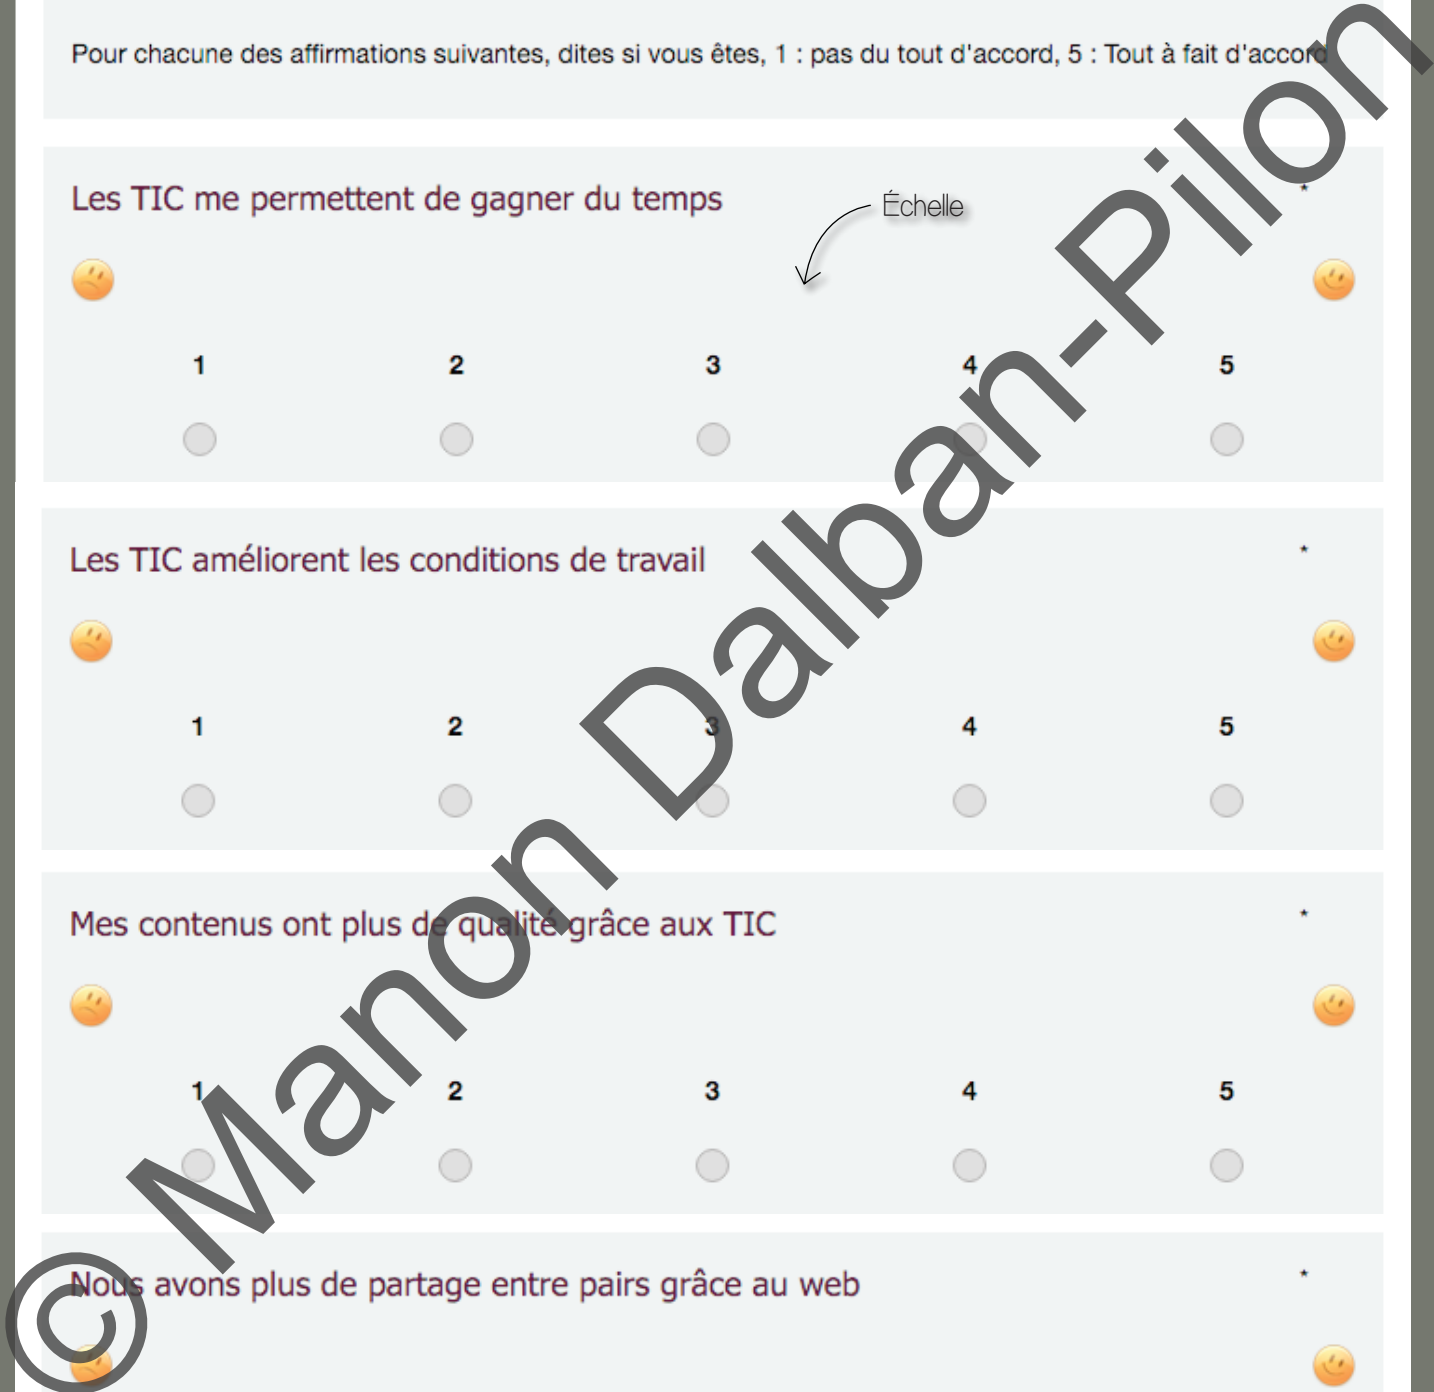 Pour chacune des affirmations suivantes, dites si vous êtes, 1 : pas du tout d'accord, 5 : Tout à fait d'accord
Les TIC me permettent de gagner du temps *
Échelle
1 2 3 4 5
Les TIC améliorent les conditions de travail *
1 2 3 4 5
Mes contenus ont plus de qualité grâce aux TIC *
1 2 3 4 5
Nous avons plus de partage entre pairs grâce au web *
© Manon Dalban-Pilon